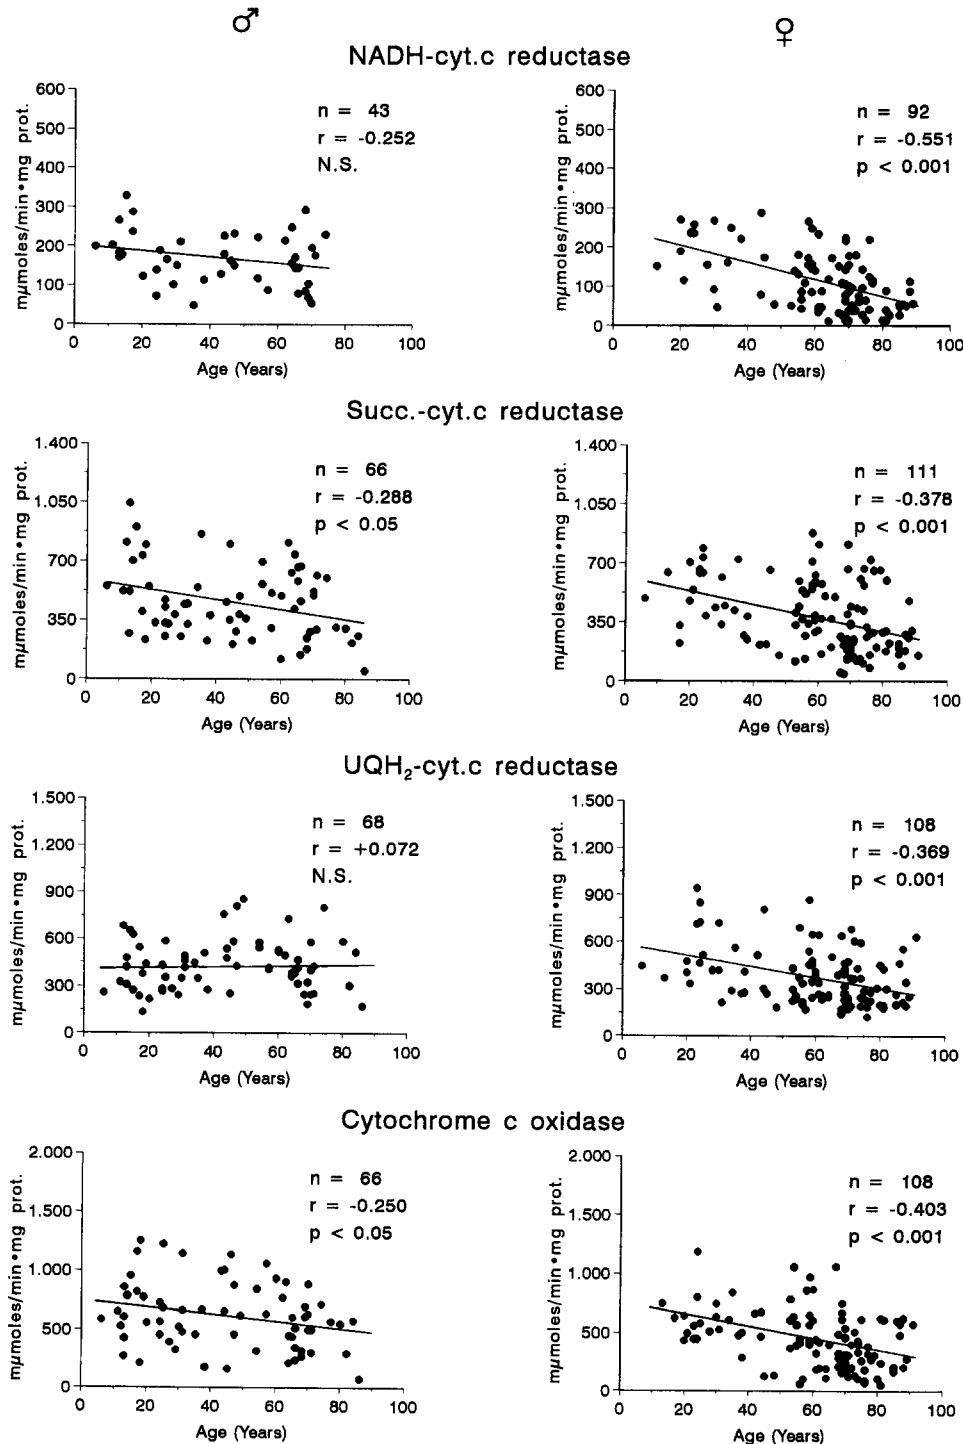 ♂ ♀
NADH-cyt.c reductase
mµmoles/min•mg prot.
600
500
400
300
200
100
0
n = 43
r = -0.252
N.S.
0 20 40 60 80 100
Age (Years)
mµmoles/min•mg prot.
600
500
400
300
200
100
0
n = 92
r = -0.551
p < 0.001
0 20 40 60 80 100
Age (Years)
Succ.-cyt.c reductase
mµmoles/min•mg prot.
1.400
1.050
700
350
0
n = 66
r = -0.288
p < 0.05
0 20 40 60 80 100
Age (Years)
mµmoles/min•mg prot.
1.400
1.050
700
350
0
n = 111
r = -0.378
p < 0.001
0 20 40 60 80 100
Age (Years)
UQH₂-cyt.c reductase
mµmoles/min•mg prot.
1.500
1.200
900
600
300
0
n = 68
r = +0.072
N.S.
0 20 40 60 80 100
Age (Years)
mµmoles/min•mg prot.
1.500
1.200
900
600
300
0
n = 108
r = -0.369
p < 0.001
0 20 40 60 80 100
Age (Years)
Cytochrome c oxidase
mµmoles/min•mg prot.
2.000
1.500
1.000
500
0
n = 66
r = -0.250
p < 0.05
0 20 40 60 80 100
Age (Years)
mµmoles/min•mg prot.
2.000
1.500
1.000
500
0
n = 108
r = -0.403
p < 0.001
0 20 40 60 80 100
Age (Years)